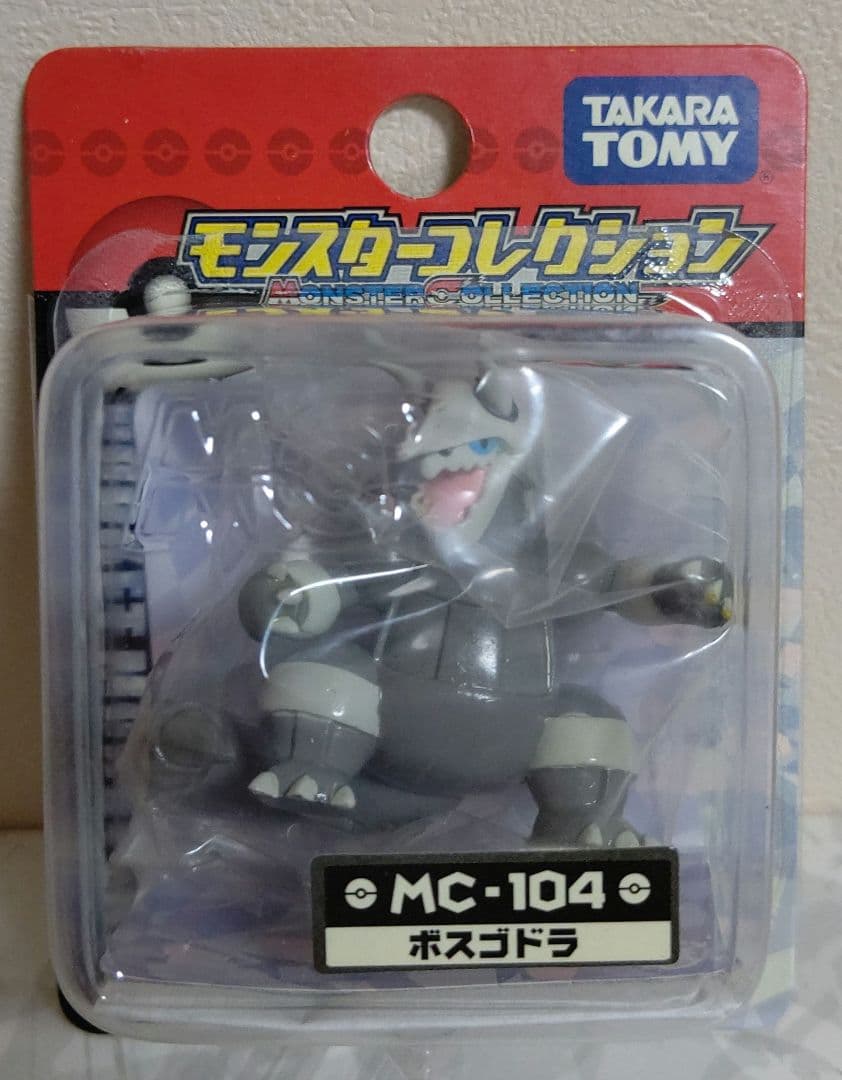 TAKARA
TOMY
®
モンスターコレクション
MONSTER COLLECTION
MC-104
ボスゴドラ